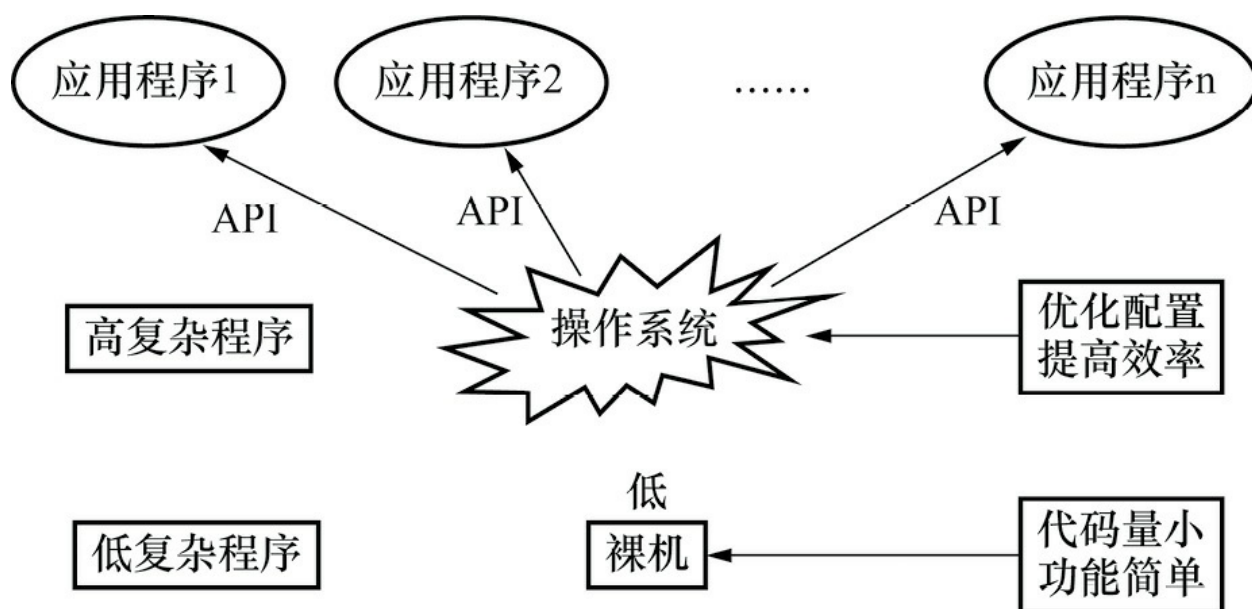 应用程序1
应用程序2
……
应用程序n
API
API
API
操作系统
高复杂程序
优化配置
提高效率
低
低复杂程序
裸机
代码量小
功能简单